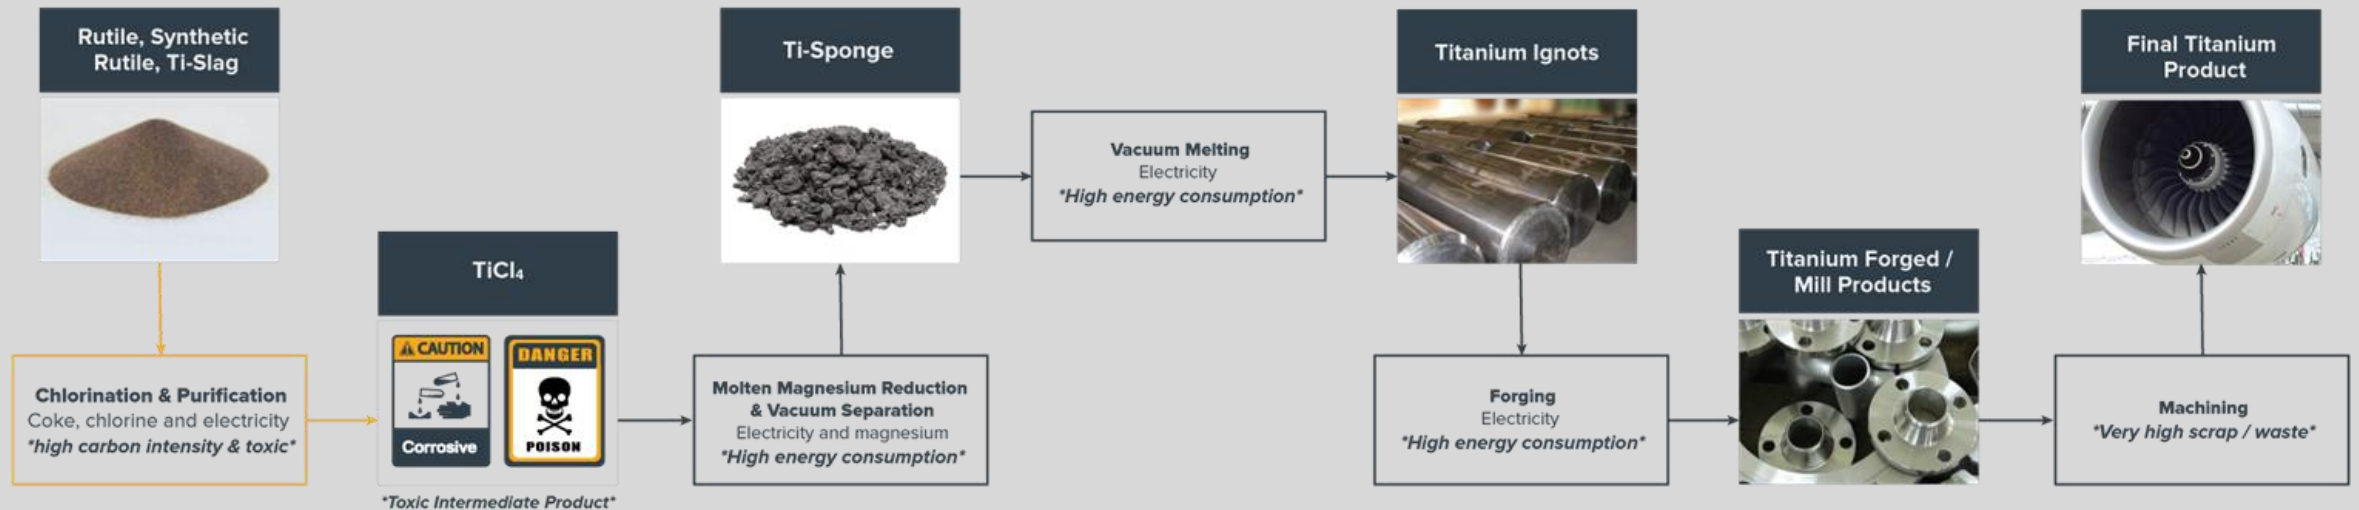 Rutile, Synthetic
Rutile, Ti-Slag
Chlorination & Purification
Coke, chlorine and electricity
*high carbon intensity & toxic*
TiCl₄
CAUTION
Corrosive
DANGER
POISON
*Toxic Intermediate Product*
Molten Magnesium Reduction
& Vacuum Separation
Electricity and magnesium
*High energy consumption*
Ti-Sponge
Vacuum Melting
Electricity
*High energy consumption*
Titanium Ignots
Forging
Electricity
*High energy consumption*
Titanium Forged /
Mill Products
Machining
*Very high scrap / waste*
Final Titanium
Product